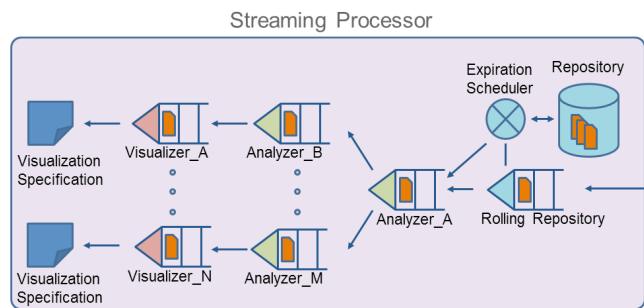 Streaming Processor
Expiration
Scheduler
Repository
Visualization
Specification
Visualizer_A
Analyzer_B
Analyzer_A
Rolling Repository
Visualization
Specification
Visualizer_N
Analyzer_M